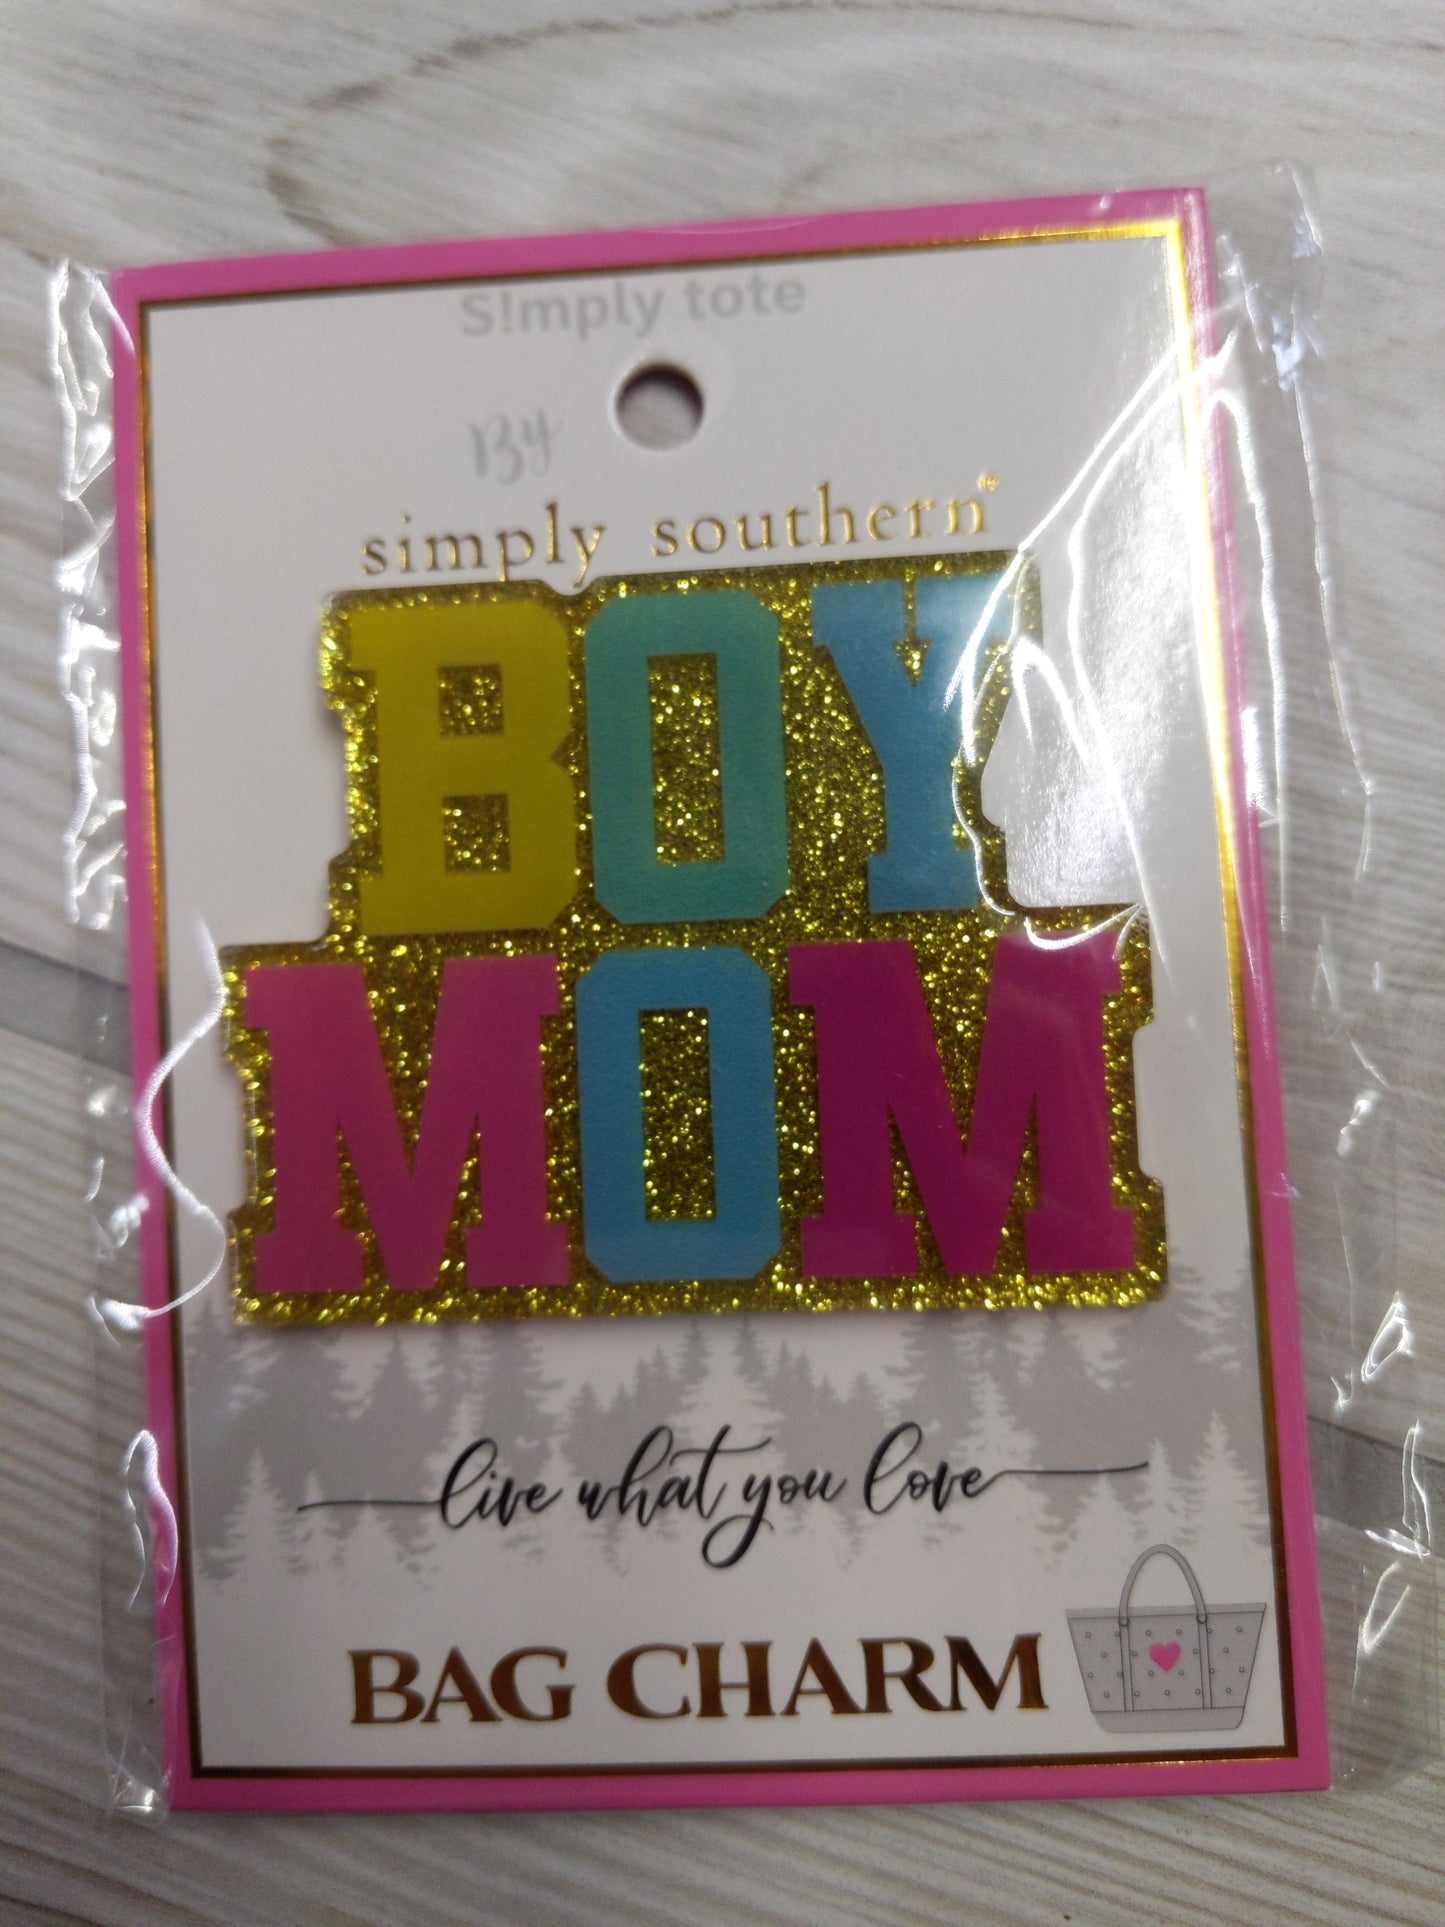 S!mply tote
By
simply southern®
BOY
MOM
live what you love
BAG CHARM